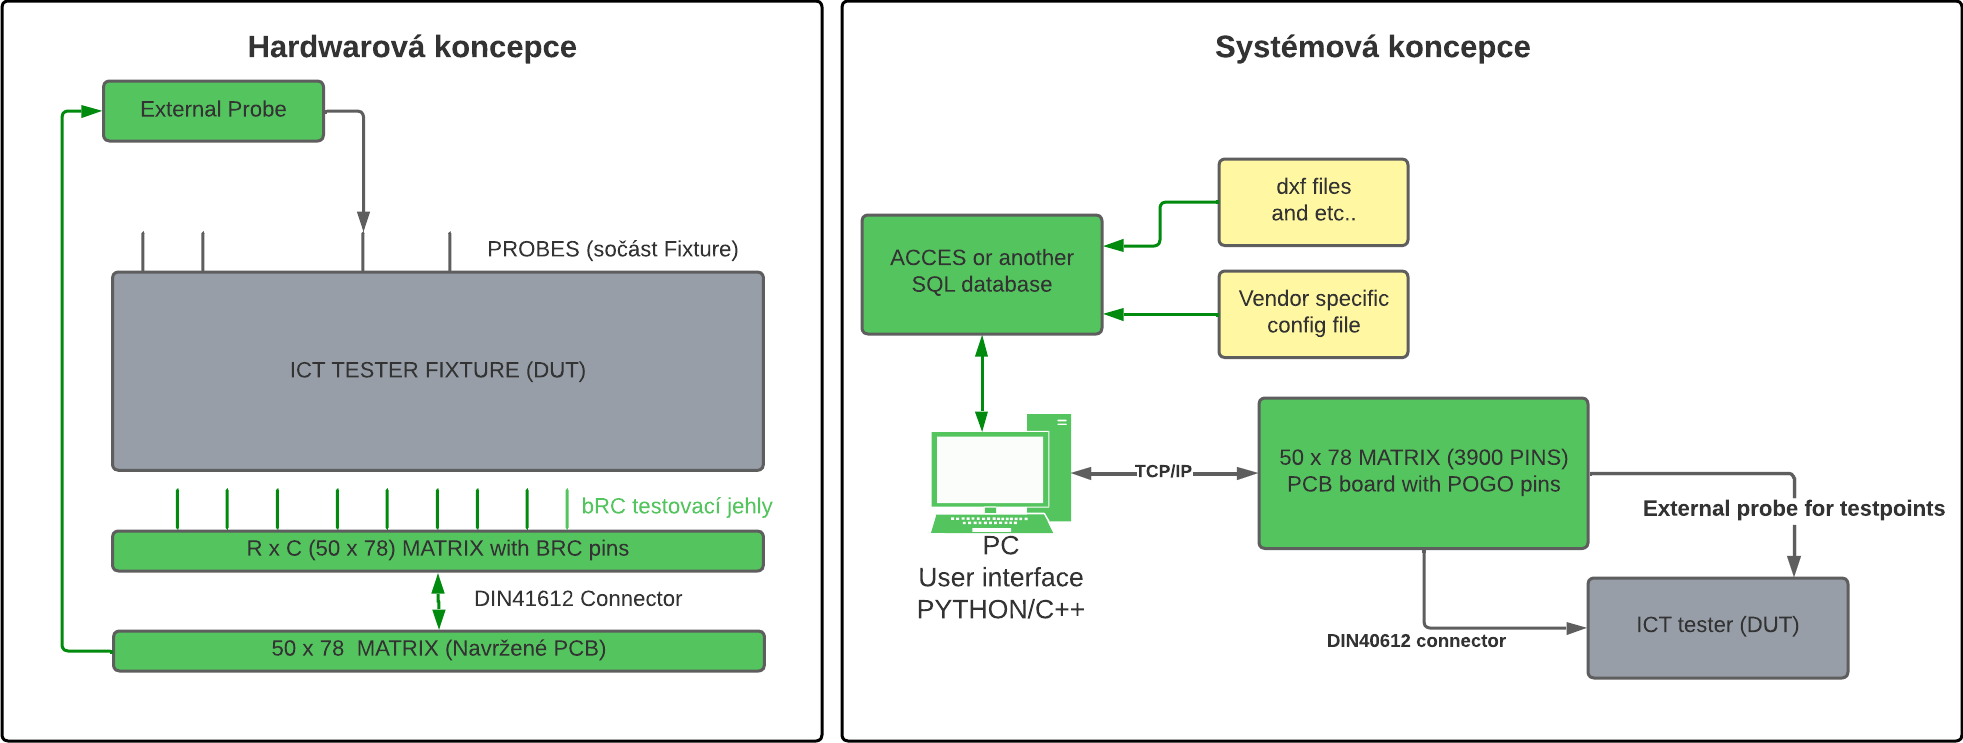 Hardwarová koncepce
External Probe
PROBES (sočást Fixture)
ICT TESTER FIXTURE (DUT)
bRC testovací jehly
R x C (50 x 78) MATRIX with BRC pins
DIN41612 Connector
50 x 78  MATRIX (Navržené PCB)
Systémová koncepce
dxf files
and etc..
ACCES or another
SQL database
Vendor specific
config file
TCP/IP
50 x 78 MATRIX (3900 PINS)
PCB board with POGO pins
External probe for testpoints
PC
User interface
PYTHON/C++
DIN40612 connector
ICT tester (DUT)